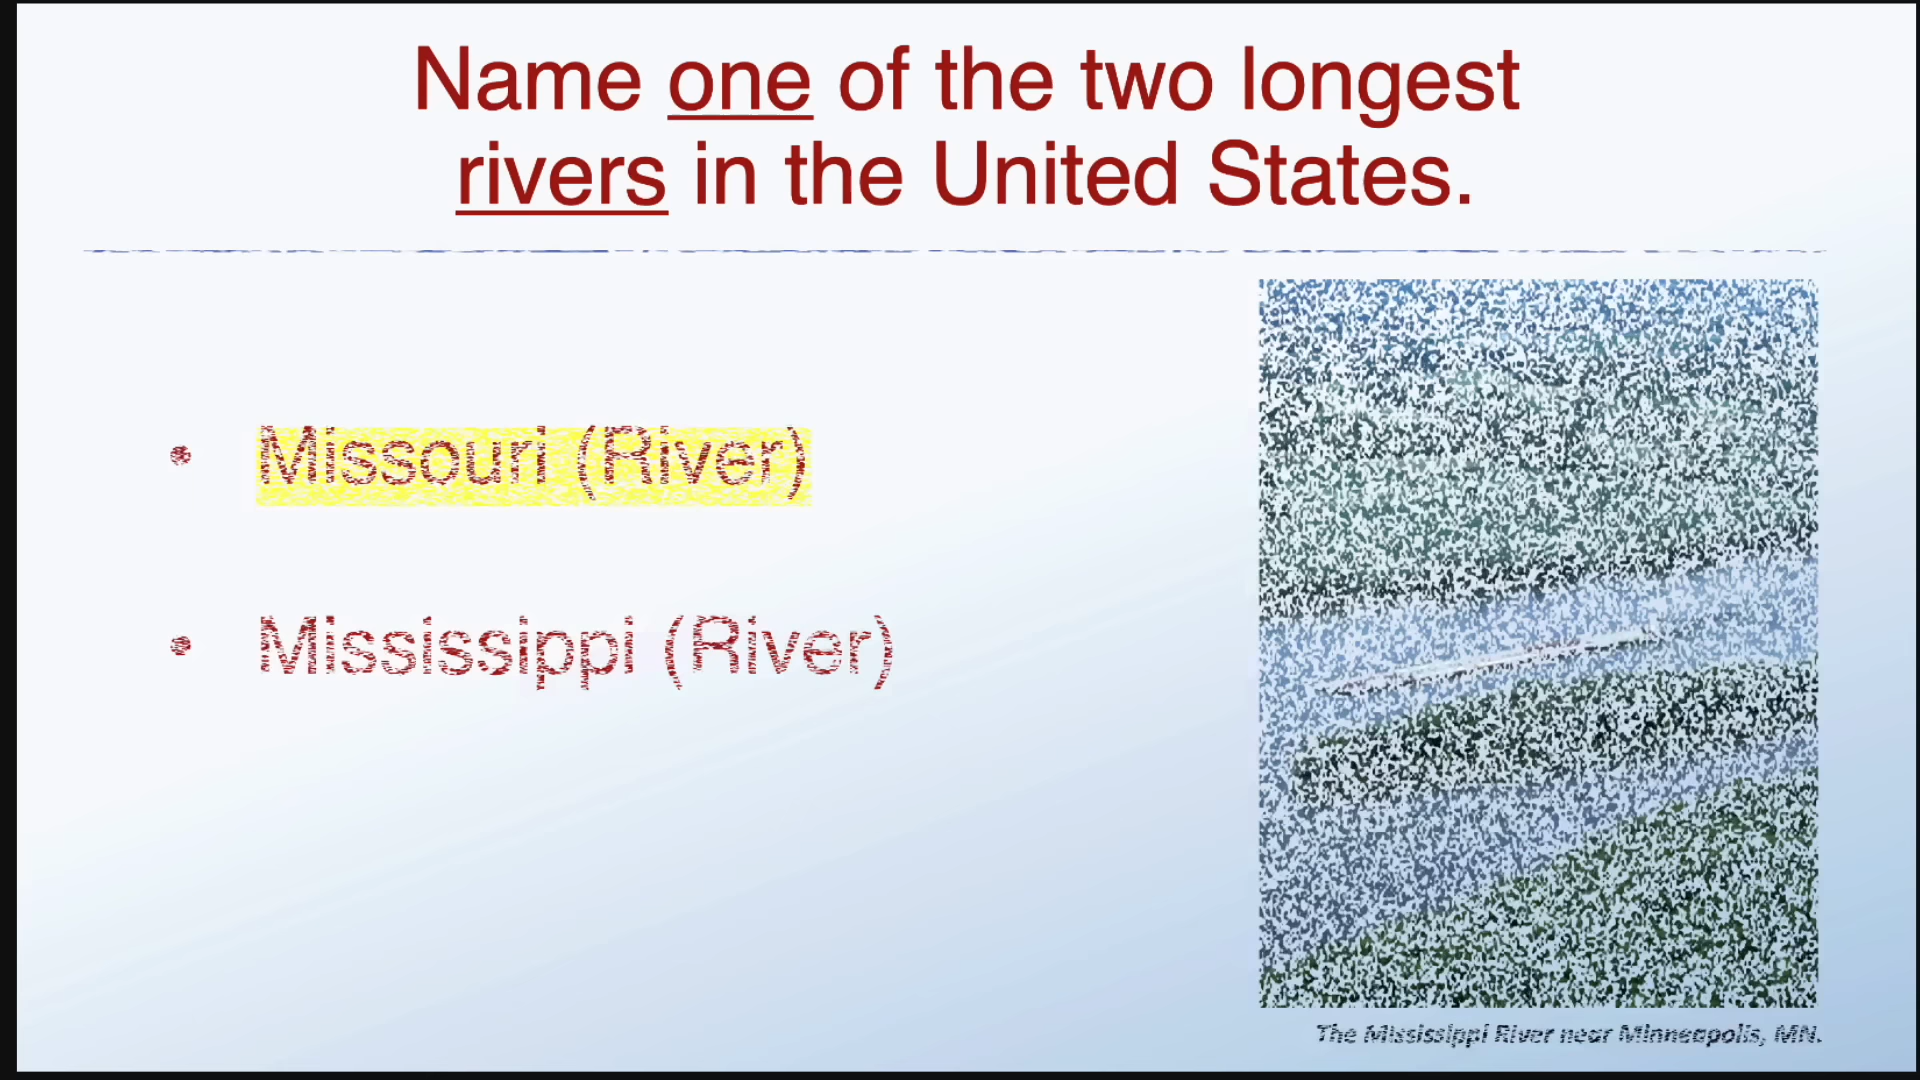 Name one of the two longest
rivers in the United States.
• Missouri (River)
• Mississippi (River)
The Mississippi River near Minneapolis, MN.